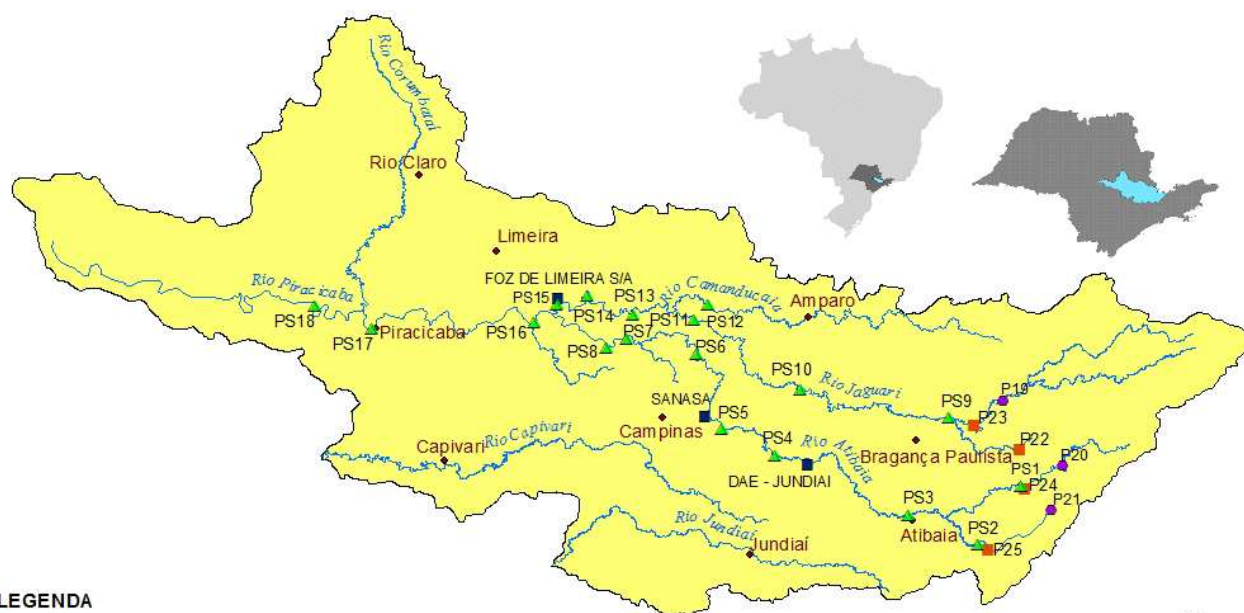 Rio Corumbataí
Rio Claro
Limeira
FOZ DE LIMEIRA S/A
Rio Piracicaba
PS18
PS17
Piracicaba
PS15
PS16
PS14
PS13
Rio Camanducaia
Amparo
PS11
PS12
PS7
PS8
PS6
PS10
Rio Jaguari
PS9
P19
P23
SANASA
PS5
Campinas
Capivari
Rio Capivari
PS4
Rio Atibaia
DAE - JUNDIAI
Bragança Paulista
P22
P20
PS1
P24
P21
PS3
Atibaia
PS2
P25
Rio Jundiaí
Jundiaí
LEGENDA